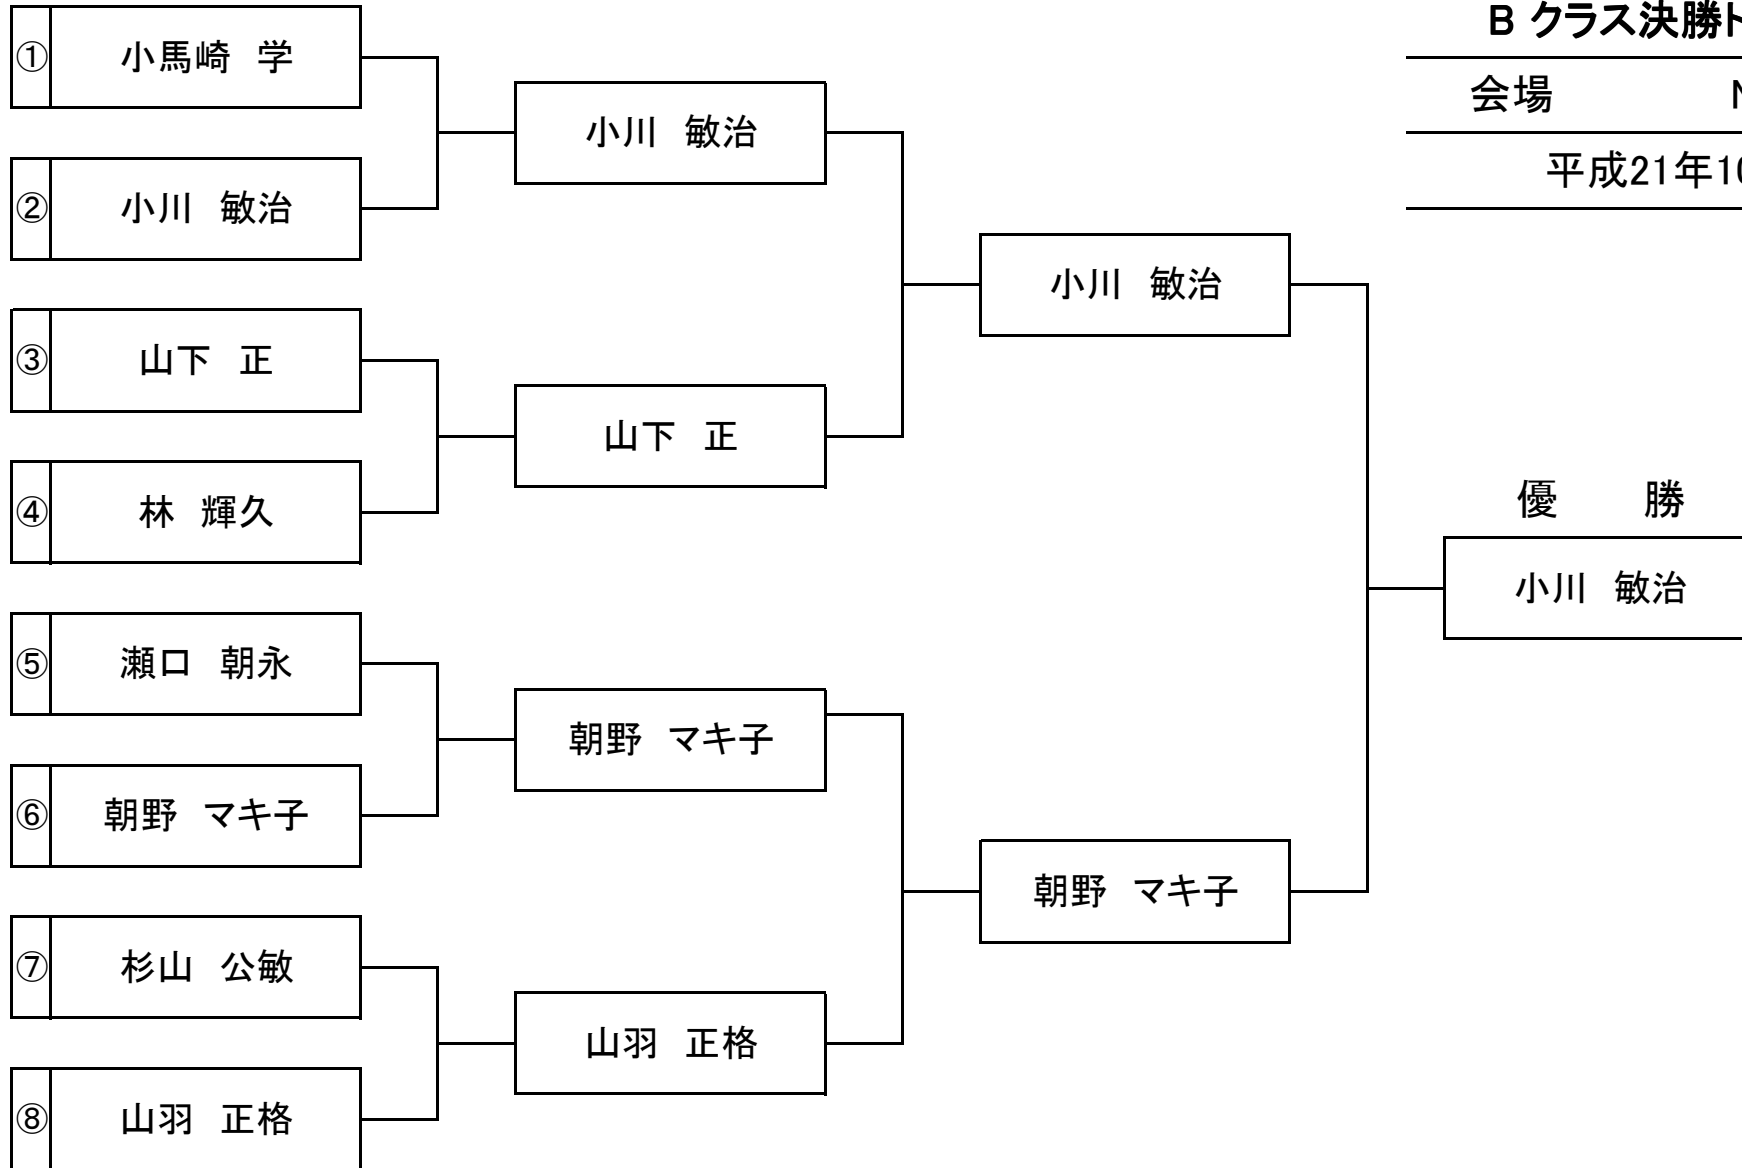 B クラス決勝ト
会場
平成21年10
① 小馬崎 学
小川 敏治
② 小川 敏治
小川 敏治
③ 山下 正
山下 正
④ 林 輝久
優 勝
小川 敏治
⑤ 瀬口 朝永
朝野 マキ子
⑥ 朝野 マキ子
朝野 マキ子
⑦ 杉山 公敏
山羽 正格
⑧ 山羽 正格